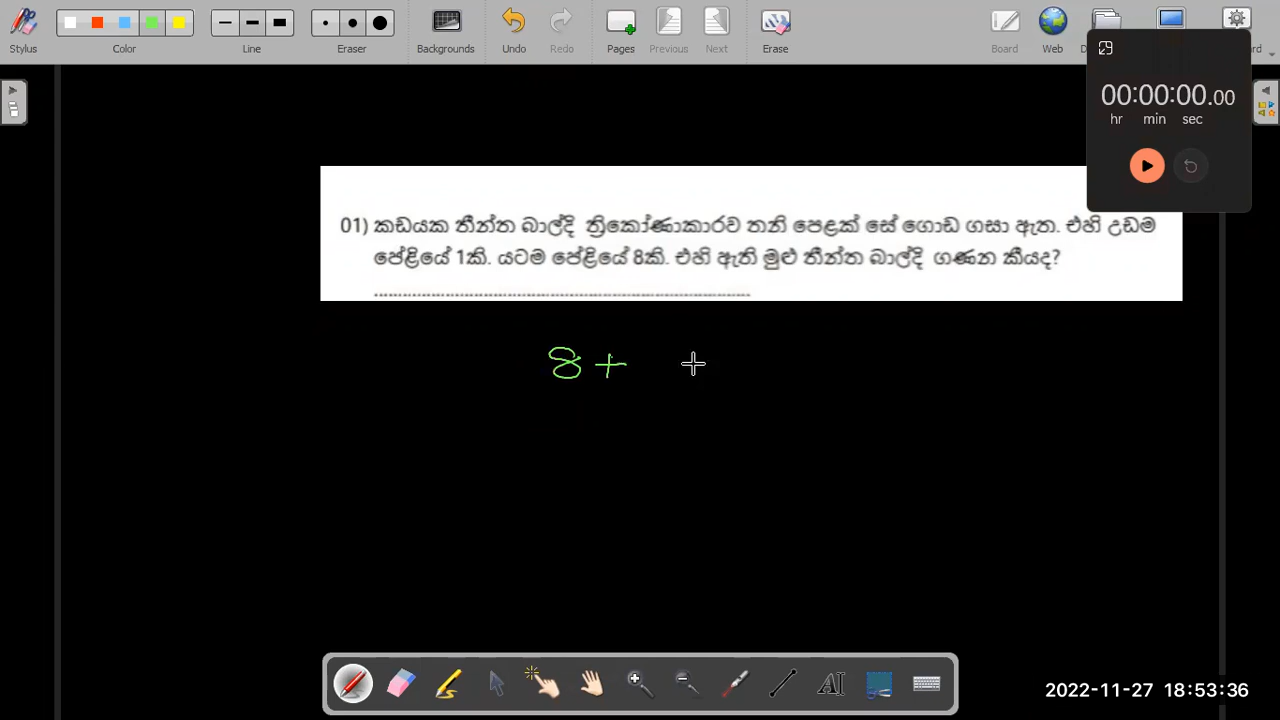 Stylus Color Line Eraser Backgrounds Undo Redo Pages Previous Next Erase Board Web
00:00:00.00
hr min sec
01) කඩයක තීන්ත බාල්දි ත්‍රිකෝණාකාරව තනි පෙළක් සේ ගොඩ ගසා ඇත. එහි උඩම
පේළියේ 1කි. යටම පේළියේ 8කි. එහි ඇති මුළු තීන්ත බාල්දි ගණන කීයද?
8 +
2022-11-27 18:53:36